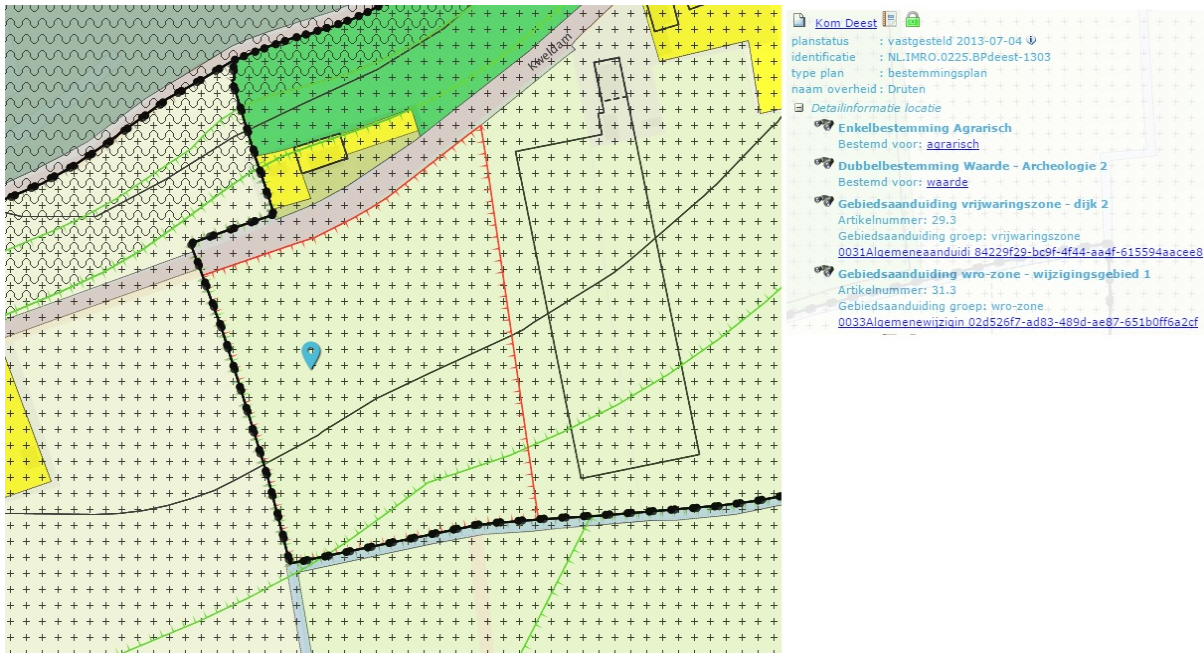 Kweldam
Kom Deest
planstatus : vastgesteld 2013-07-04
identificatie : NL.IMRO.0225.BPdeest-1303
type plan : bestemmingsplan
naam overheid : Druten
Detailinformatie locatie
Enkelbestemming Agrarisch
Bestemd voor: agrarisch
Dubbelbestemming Waarde - Archeologie 2
Bestemd voor: waarde
Gebiedsaanduiding vrijwaringszone - dijk 2
Artikelnummer: 29.3
Gebiedsaanduiding groep: vrijwaringszone
0031Algemeneaanduidi 84229f29-bc9f-4f44-aa4f-615594aacee8
Gebiedsaanduiding wro-zone - wijzigingsgebied 1
Artikelnummer: 31.3
Gebiedsaanduiding groep: wro-zone
0033Algemenewijzigin 02d526f7-ad83-489d-ae87-651b0ff6a2cf